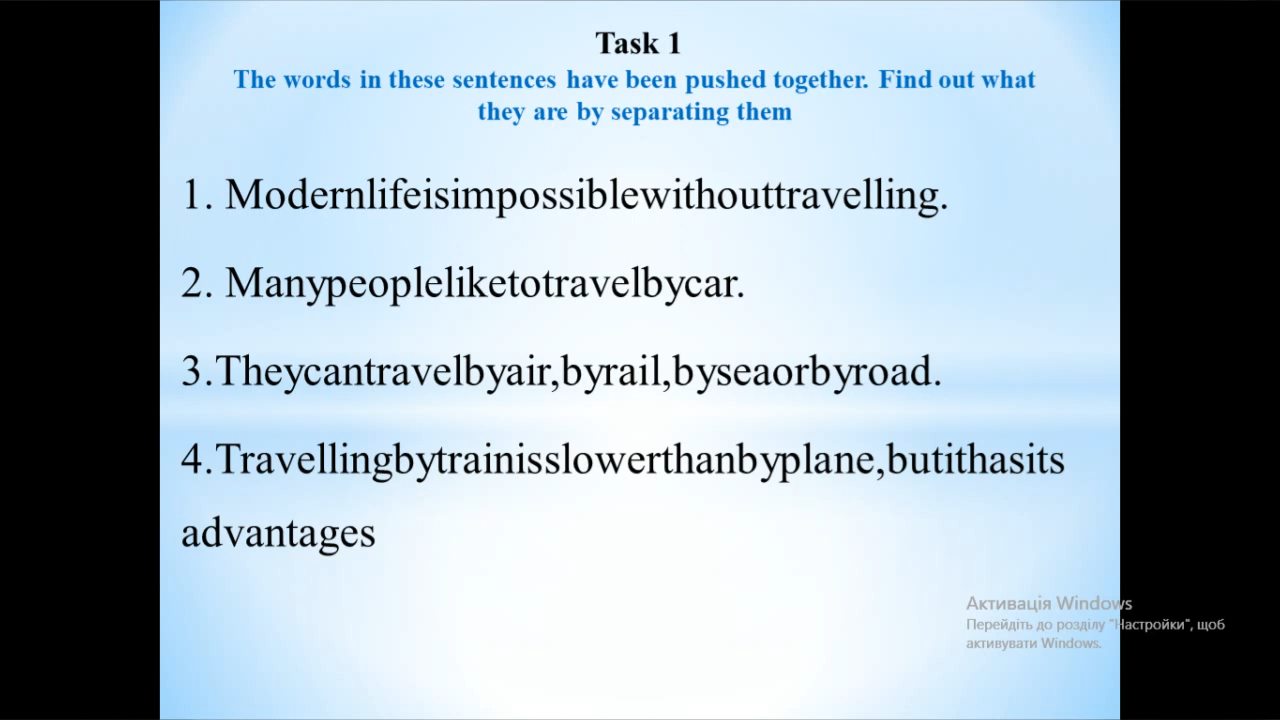 Task 1
The words in these sentences have been pushed together. Find out what
they are by separating them
1. Modernlifeisimpossiblewithouttravelling.
2. Manypeopleliketotravelbycar.
3.Theycantravelbyair,byrail,byseaorbyroad.
4.Travellingbytrainisslowerthanbyplane,butithasits
advantages
Активація Windows
Перейдіть до розділу "Настройки", щоб
активувати Windows.